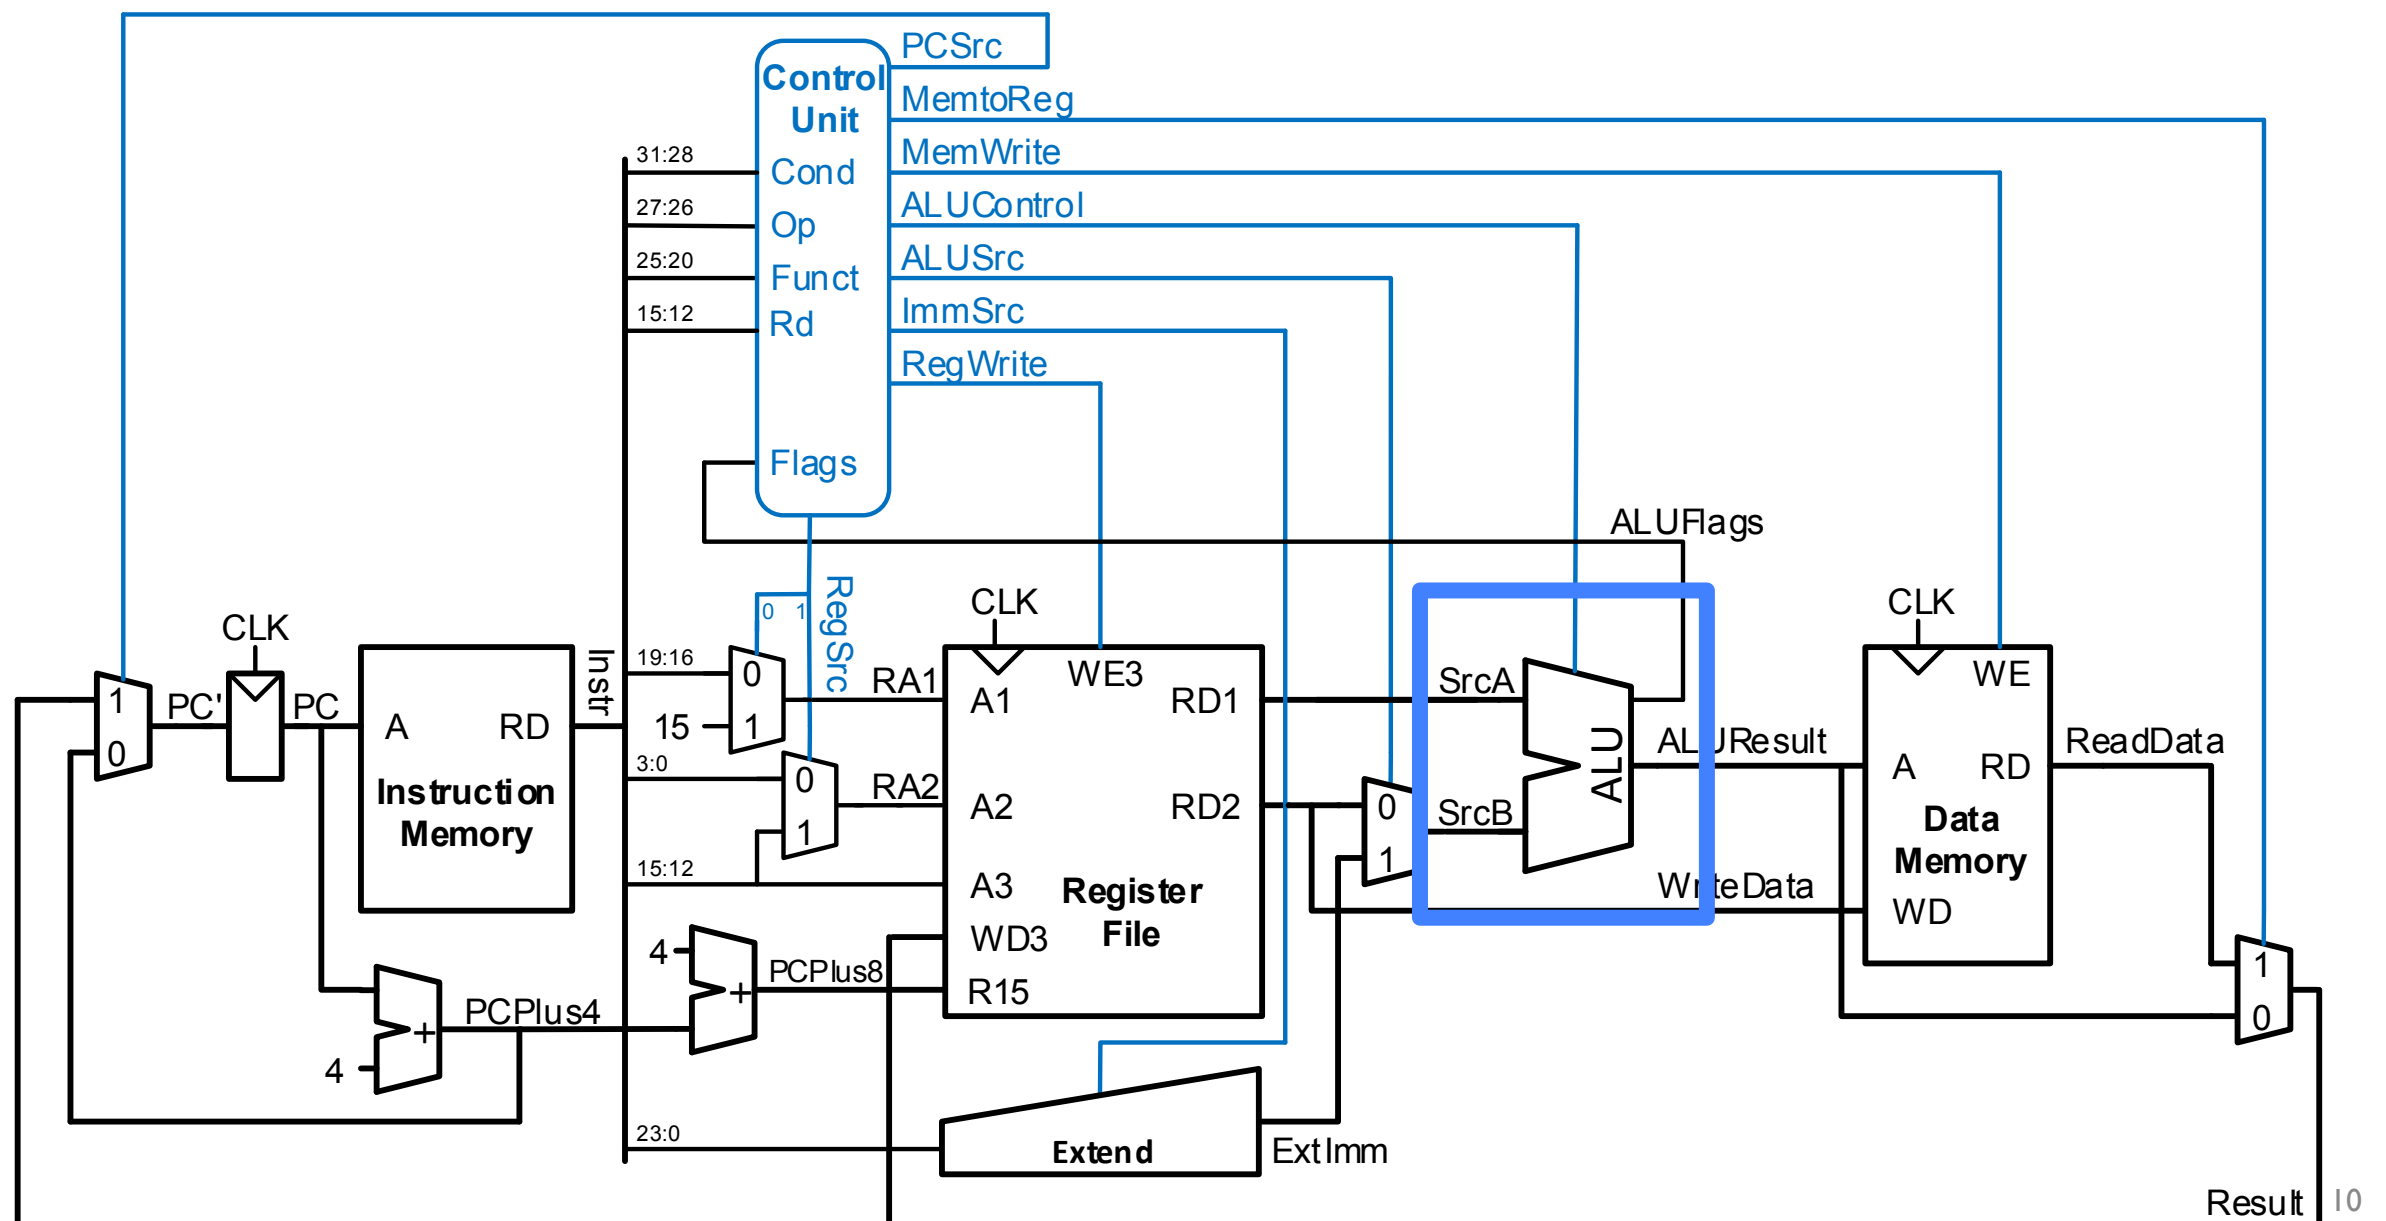 PCSrc
Control
Unit
MemtoReg
MemWrite
31:28
Cond
ALUControl
27:26
Op
ALUSrc
25:20
Funct
ImmSrc
15:12
Rd
RegWrite
Flags
ALUFlags
RegSrc
0 1
CLK
CLK
CLK
Instr
19:16
0
RA1
A1
WE3
RD1
SrcA
WE
1
PC'
PC
A
RD
15
1
ALU
ALUResult
ReadData
0
3:0
0
RA2
A2
RD2
0
SrcB
A
RD
Instruction
Memory
1
1
Data
Memory
15:12
A3
Register
File
WriteData
WD
4
WD3
PCPlus8
+
R15
1
PCPlus4
+
0
4
23:0
Extend
ExtImm
Result
10